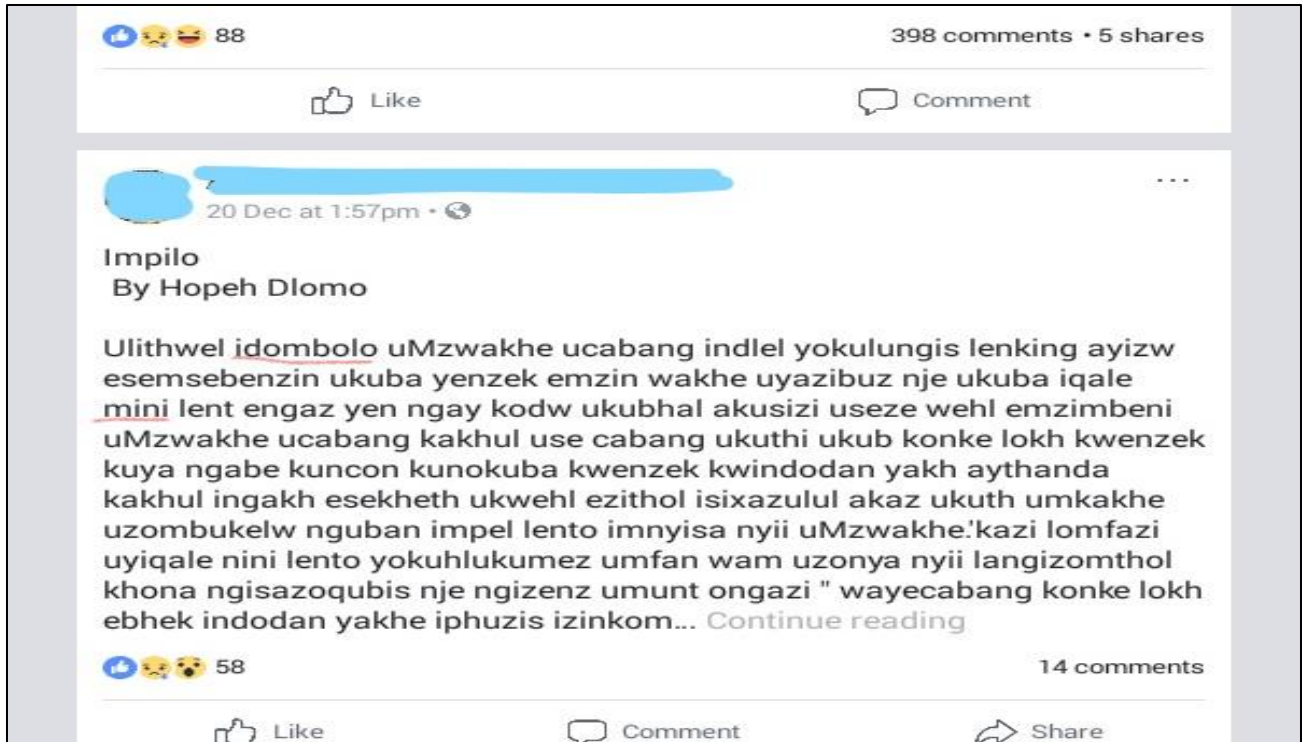 88 398 comments • 5 shares
Like Comment
20 Dec at 1:57pm •
Impilo
By Hopeh Dlomo
Ulithwel idombolo uMzwakhe ucabang indlel yokulungis lenking ayizw
esemsebenzin ukuba yenzek emzin wakhe uyazibuz nje ukuba iqale
mini lent engaz yen ngay kodw ukubhal akusizi useze wehl emzimbeni
uMzwakhe ucabang kakhul use cabang ukuthi ukub konke lokh kwenzek
kuya ngabe kuncon kunokuba kwenzek kwindodan yakh aythanda
kakhul ingakh esekheth ukwehl ezithol isixazulul akaz ukuth umkakhe
uzombukelw nguban impel lento imnyisa nyii uMzwakhe.'kazi lomfazi
uyiqale nini lento yokuhlukumez umfan wam uzonya nyii langizomthol
khona ngisazoqubis nje ngizenz umunt ongazi " wayecabang konke lokh
ebhek indodan yakhe iphuzis izinkom... Continue reading
58 14 comments
Like Comment Share